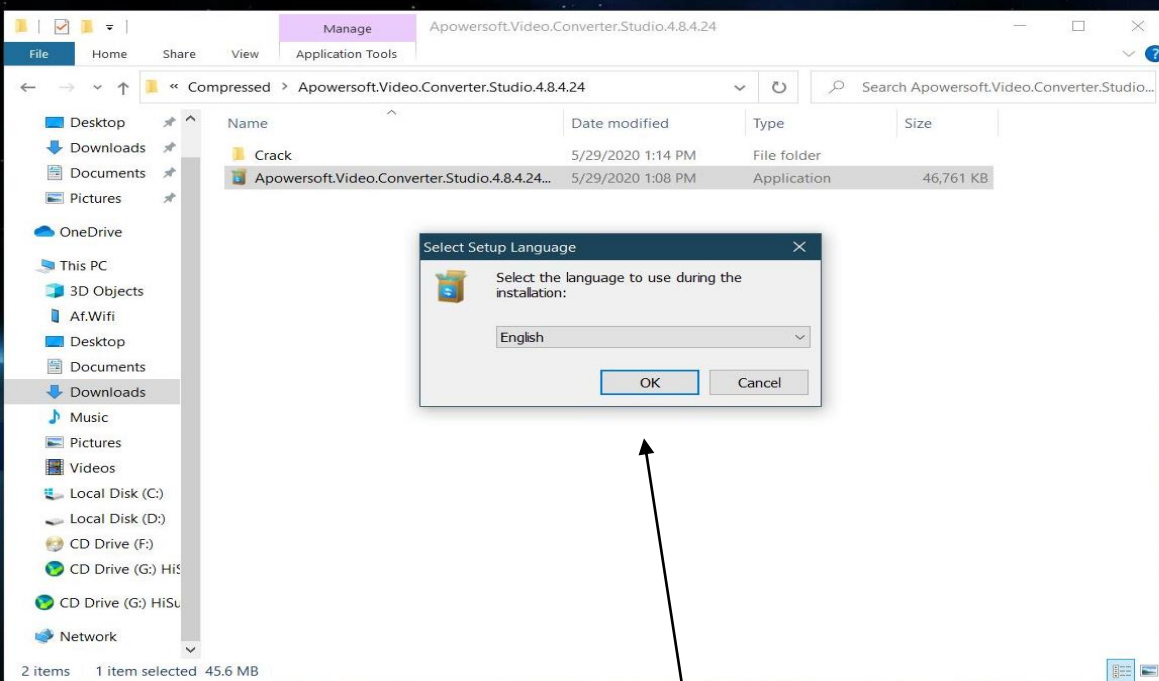 Manage
Apowersoft.Video.Converter.Studio.4.8.4.24
File
Home
Share
View
Application Tools
« Compressed > Apowersoft.Video.Converter.Studio.4.8.4.24
Search Apowersoft.Video.Converter.Studio...
Name
Date modified
Type
Size
Crack
5/29/2020 1:14 PM
File folder
Apowersoft.Video.Converter.Studio.4.8.4.24...
5/29/2020 1:08 PM
Application
46,761 KB
Desktop
Downloads
Documents
Pictures
OneDrive
This PC
3D Objects
Af.Wifi
Desktop
Documents
Downloads
Music
Pictures
Videos
Local Disk (C:)
Local Disk (D:)
CD Drive (F:)
CD Drive (G:) HiS
CD Drive (G:) HiSu
Network
Select Setup Language
Select the language to use during the
installation:
English
OK
Cancel
2 items
1 item selected 45.6 MB